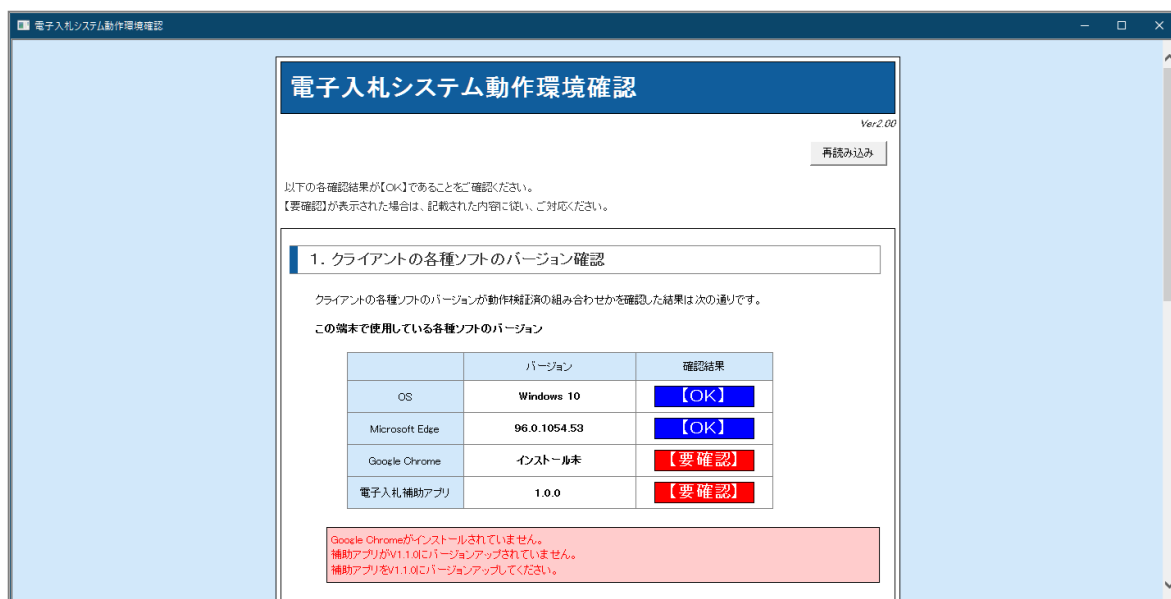 電子入札システム動作環境確認
電子入札システム動作環境確認
Ver2.00
再読み込み
以下の各確認結果が【OK】であることをご確認ください。
【要確認】が表示された場合は、記載された内容に従い、ご対応ください。
1. クライアントの各種ソフトのバージョン確認
クライアントの各種ソフトのバージョンが動作検証済の組み合わせかを確認した結果は次の通りです。
この端末で使用している各種ソフトのバージョン
バージョン 確認結果
OS Windows 10 【OK】
Microsoft Edge 96.0.1054.53 【OK】
Google Chrome インストール未 【要確認】
電子入札補助アプリ 1.0.0 【要確認】
Google Chromeがインストールされていません。
補助アプリがV1.1.0にバージョンアップされていません。
補助アプリをV1.1.0にバージョンアップしてください。